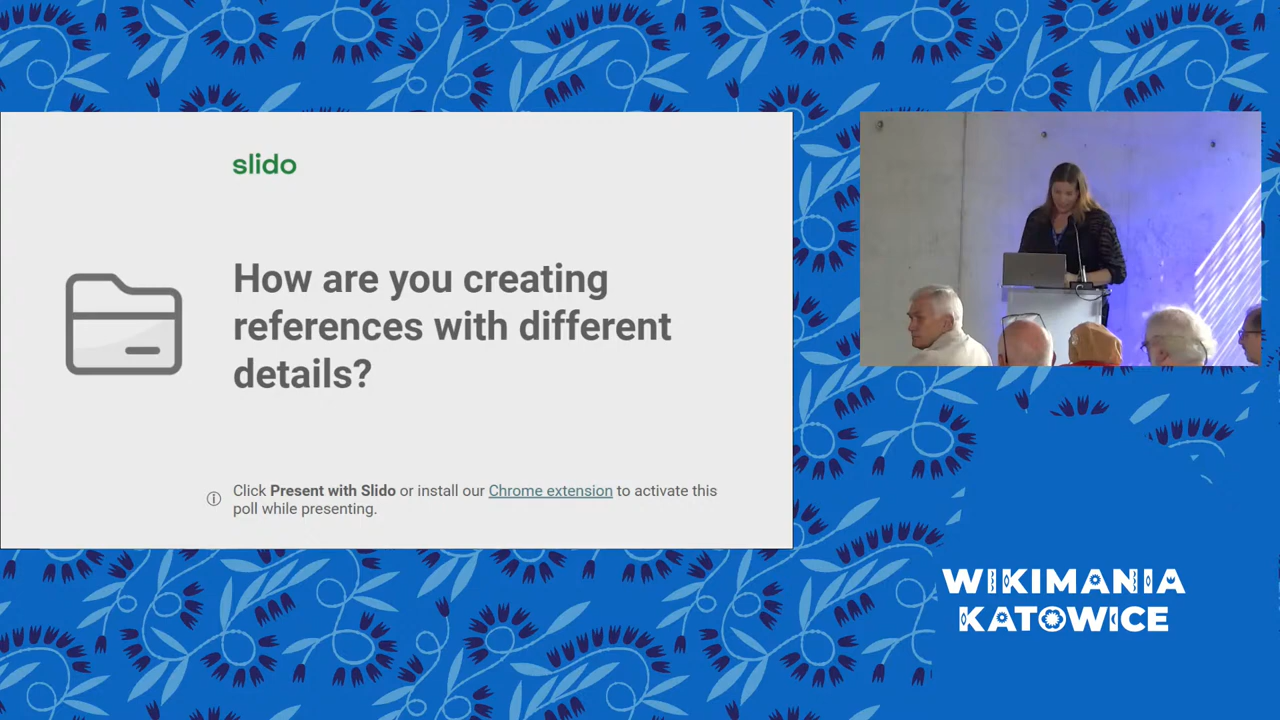 slido
How are you creating
references with different
details?
Click Present with Slido or install our Chrome extension to activate this
poll while presenting.
WIKIMANIA
KATOWICE